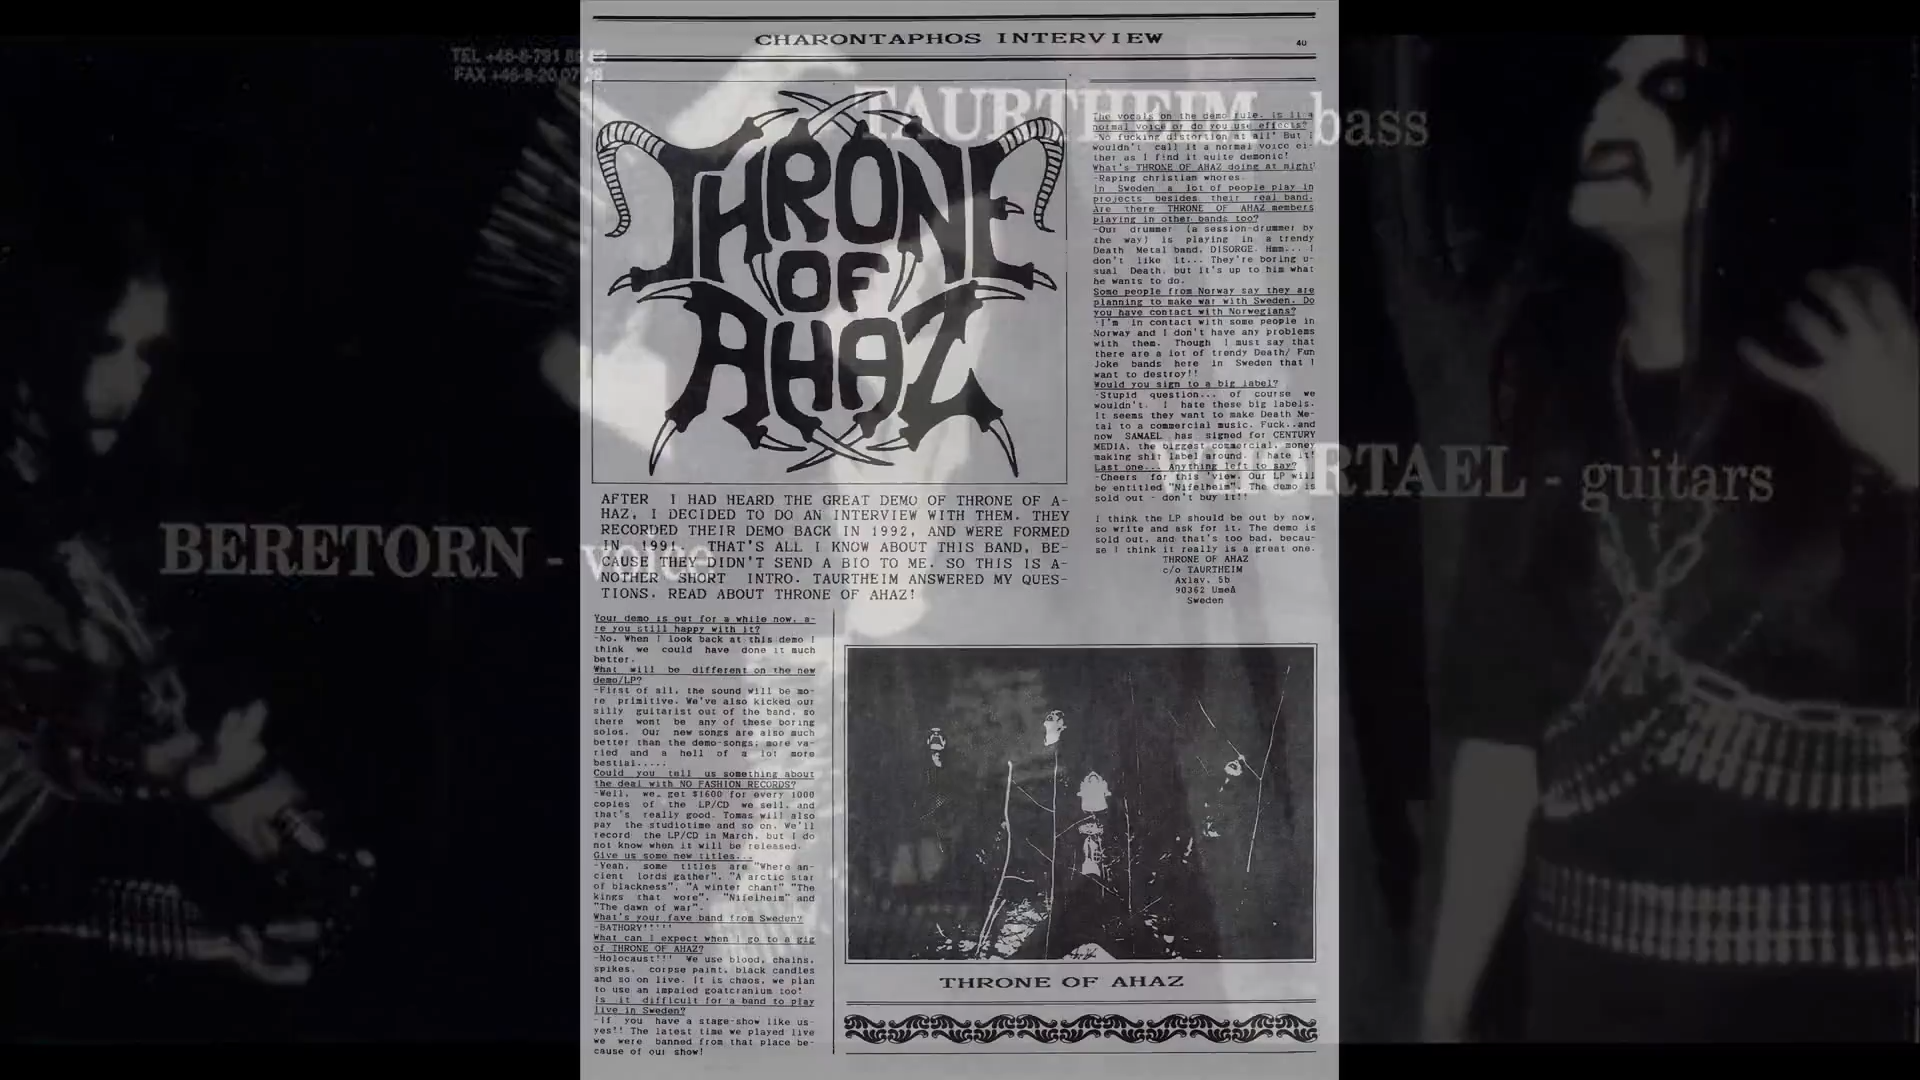 CHARONTAPHOS INTERVIEW
40
TEL +46-8-791
FAX +46-8-20 07
THRONE
OF
AHAZ
TAURTHEIM - bass
BERETORN - voice
- guitars
AFTER I HAD HEARD THE GREAT DEMO OF THRONE OF A-
HAZ, I DECIDED TO DO AN INTERVIEW WITH THEM. THEY
RECORDED THEIR DEMO BACK IN 1992, AND WERE FORMED
IN 1991. THAT'S ALL I KNOW ABOUT THIS BAND, BE-
CAUSE THEY DIDN'T SEND A BIO TO ME. SO THIS IS A-
NOTHER SHORT INTRO. TAURTHEIM ANSWERED MY QUES-
TIONS. READ ABOUT THRONE OF AHAZ!
Your demo is out for a while now, a-
re you still happy with it?
-No. When I look back at this demo I
think we could have done it much
better.
What will be different on the new
demo/LP?
-First of all, the sound will be mo-
re primitive. We've also kicked our
silly guitarist out of the band, so
there wont be any of these boring
solos. Our new songs are also much
better than the demo-songs; more va-
ried and a hell of a lot more
bestial.....
Could you tell us something about
the deal with NO FASHION RECORDS?
-Well, we get $1600 for every 1000
copies of the LP/CD we sell, and
that's really good. Tomas will also
pay the studiotime and so on. We'll
record the LP/CD in March, but I do
not know when it will be released.
Give us some new titles...
-Yeah, some titles are "Where an-
cient lords gather", "A arctic star
of blackness", "A winter chant" "The
kings that wore", "Nifelheim" and
"The dawn of war".
What's your fave band from Sweden?
-BATHORY!!!!!
What can I expect when I go to a gig
of THRONE OF AHAZ?
-Holocaust!!! We use blood, chains,
spikes, corpse paint, black candles
and so on live. It is chaos, we plan
to use an impaled goatcranium too!
Is it difficult for a band to play
live in Sweden?
-If you have a stage-show like us-
yes!! The latest time we played live
we were banned from that place be-
cause of our show!
The vocals on the demo rule, is it a
normal voice or do you use effects?
-No fucking distortion at all! But I
wouldn't call it a normal voice ei-
ther as I find it quite demonic!
What's THRONE OF AHAZ doing at night?
-Raping christian whores.
In Sweden a lot of people play in
projects besides their real band.
Are there THRONE OF AHAZ members
playing in other bands too?
-Our drummer (a session-drummer by
the way) is playing in a trendy
Death Metal band, DISORGE. Hmm... I
don't like it... They're boring u-
sual Death, but it's up to him what
he wants to do.
Some people from Norway say they are
planning to make war with Sweden. Do
you have contact with Norwegians?
-I'm in contact with some people in
Norway and I don't have any problems
with them. Though I must say that
there are a lot of trendy Death/ Fun
Joke bands here in Sweden that I
want to destroy!!
Would you sign to a big label?
-Stupid question... of course we
wouldn't. I hate these big labels.
It seems they want to make Death Me-
tal to a commercial music. Fuck..and
now SAMAEL has signed for CENTURY
MEDIA, the biggest commercial, money
making shit label around. I hate it!
Last one... Anything left to say?
-Cheers for this 'view. Our LP will
be entitled "Nifelheim". The demo is
sold out - don't buy it!!
I think the LP should be out by now,
so write and ask for it. The demo is
sold out, and that's too bad, becau-
se I think it really is a great one.
THRONE OF AHAZ
c/o TAURTHEIM
Axlav. 5b
90362 Umeå
Sweden
THRONE OF AHAZ